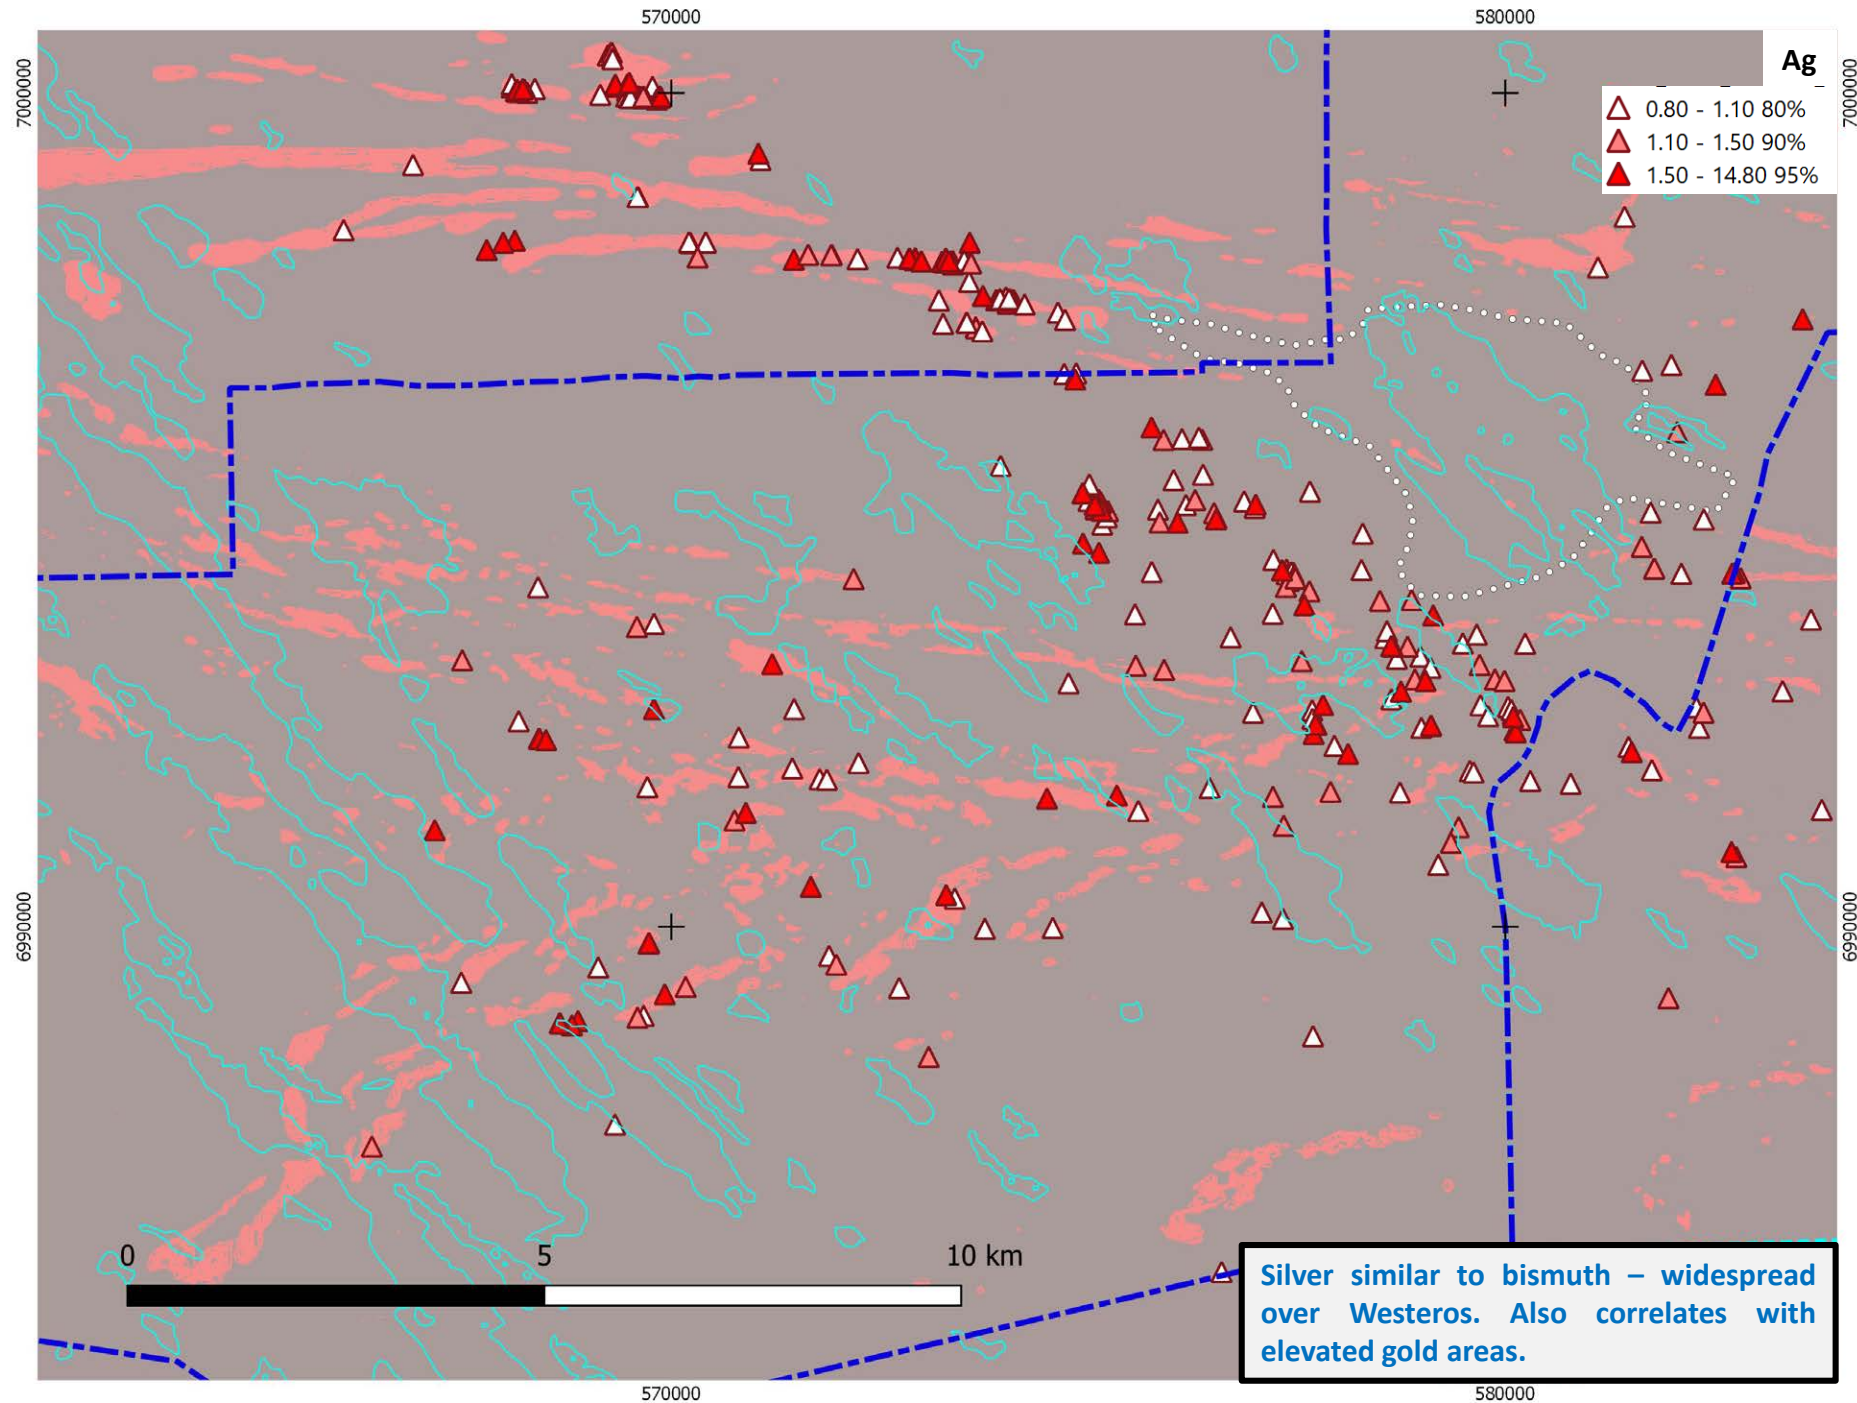 570000
580000
7000000
7000000
Ag
0.80 - 1.10 80%
1.10 - 1.50 90%
1.50 - 14.80 95%
6990000
6990000
0
5
10 km
Silver similar to bismuth – widespread
over Westeros. Also correlates with
elevated gold areas.
570000
580000